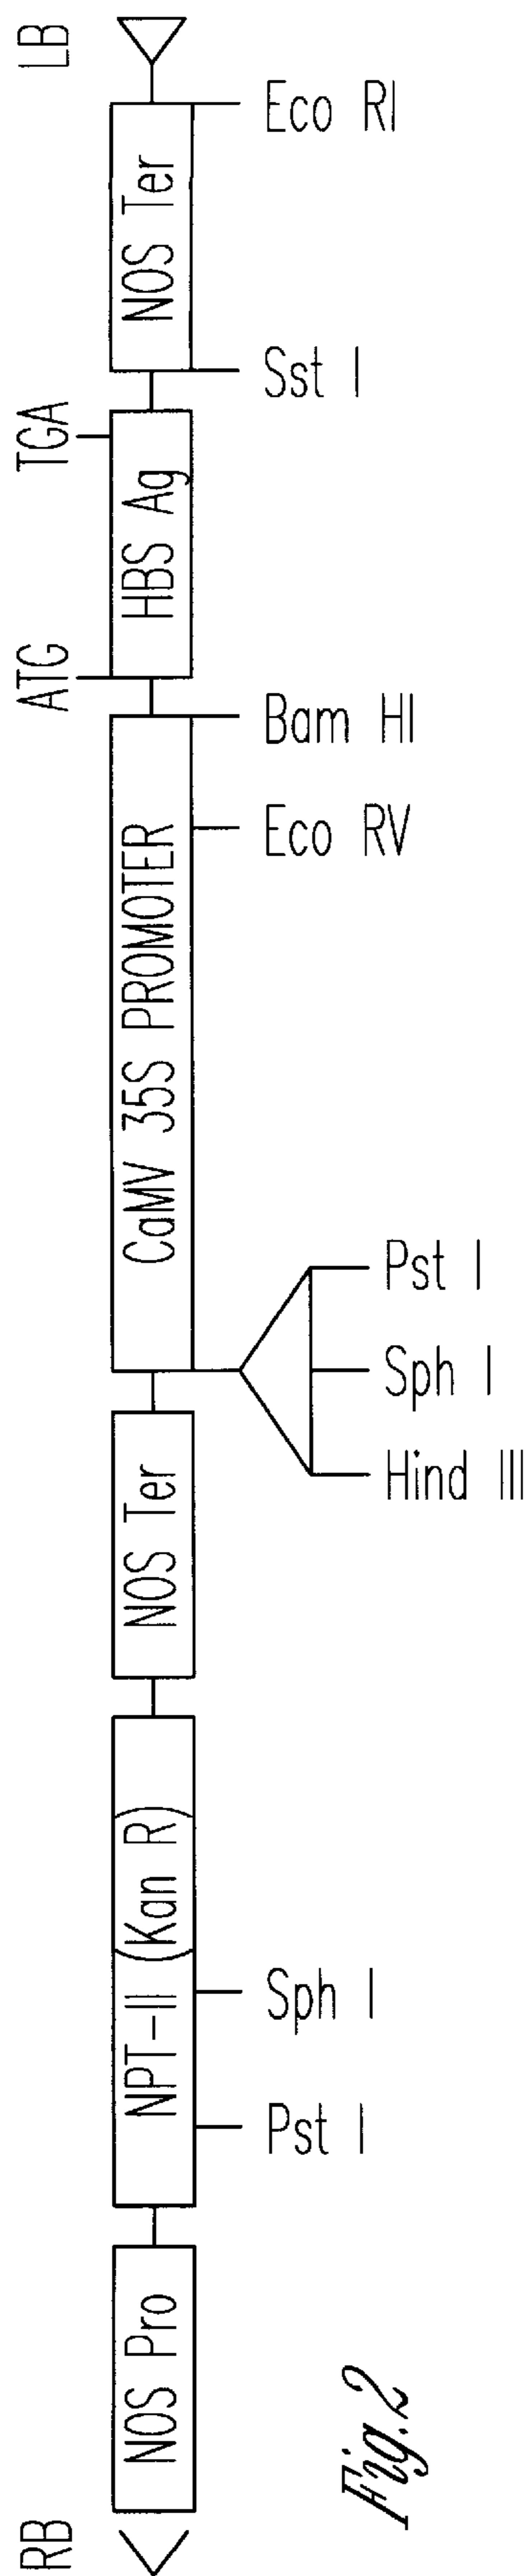 RB
NOS Pro
NPT-II (Kan R)
Pst I
Sph I
NOS Ter
CaMV 35S PROMOTER
Hind III
Sph I
Pst I
Eco RV
Bam HI
ATG
HBS Ag
TGA
Sst I
NOS Ter
Eco RI
LB
Fig.2